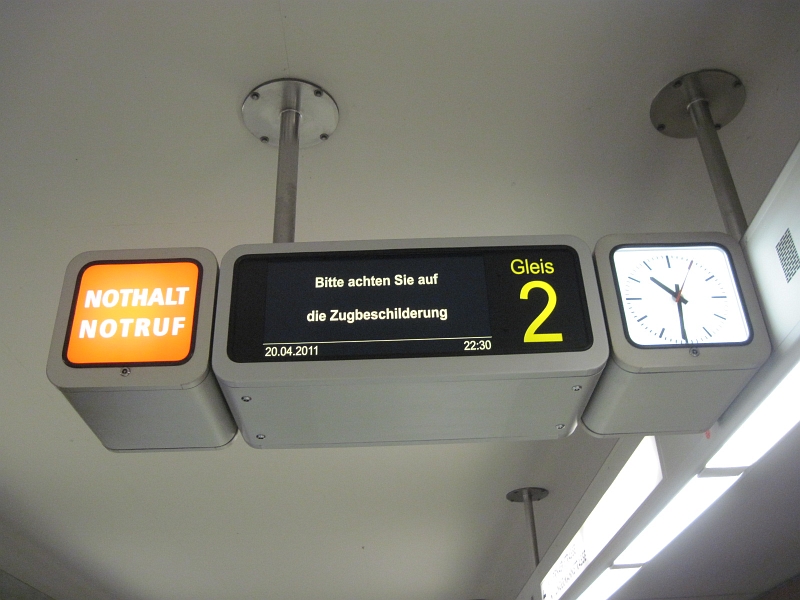 NOTHALT
NOTRUF
Bitte achten Sie auf
die Zugbeschilderung
20.04.2011 22:30
Gleis
2